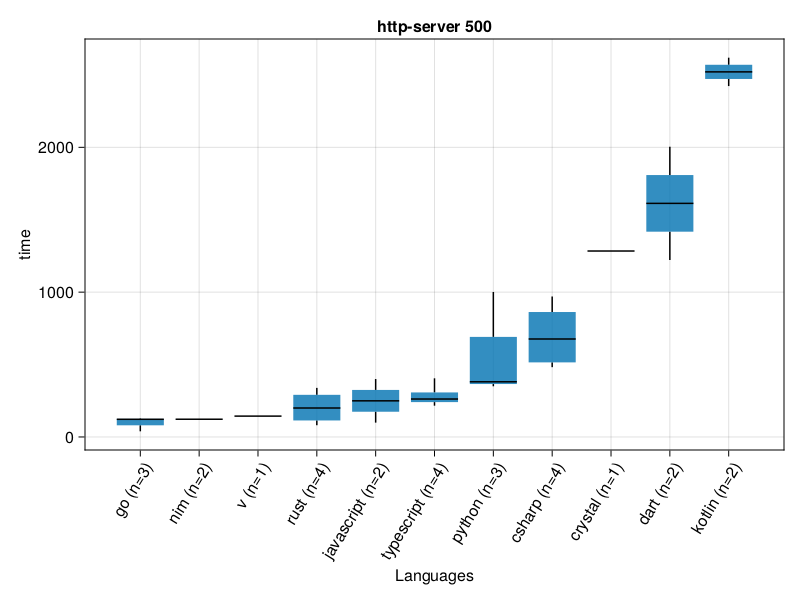 http-server 500
time
2000
1000
0
go (n=3)
nim (n=2)
v (n=1)
rust (n=4)
javascript (n=2)
typescript (n=4)
python (n=3)
csharp (n=4)
crystal (n=1)
dart (n=2)
kotlin (n=2)
Languages